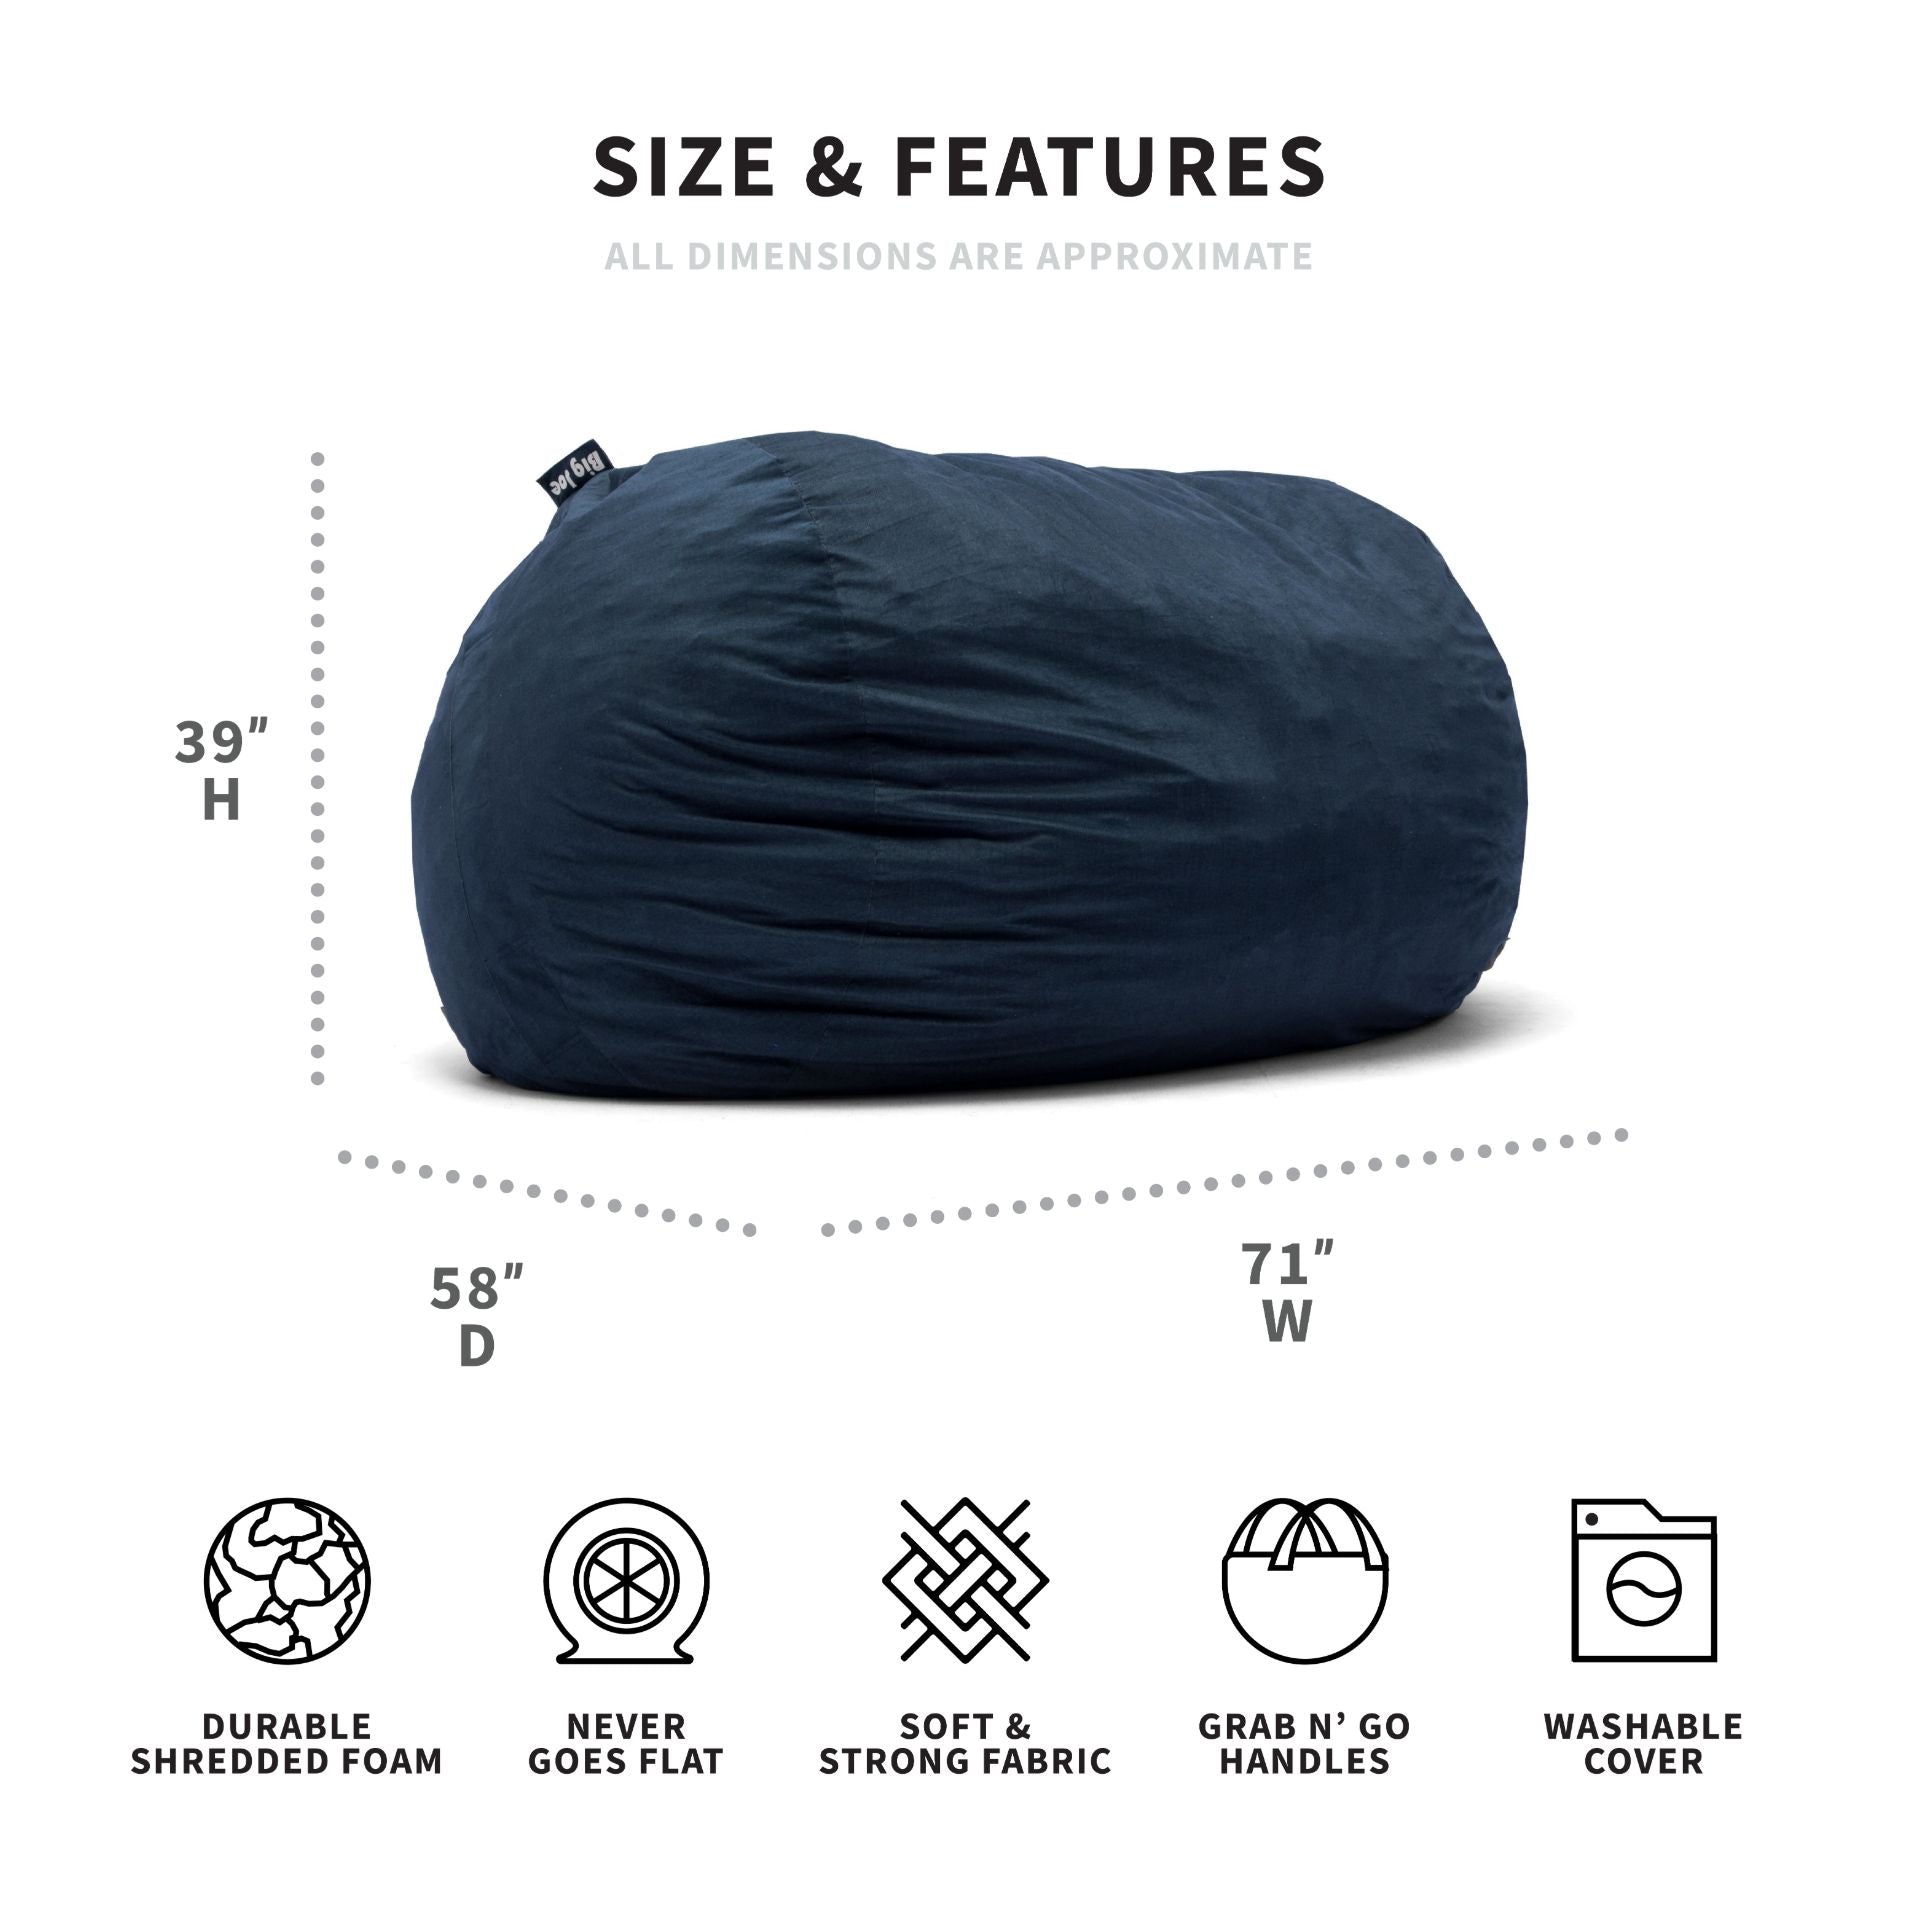 SIZE & FEATURES
ALL DIMENSIONS ARE APPROXIMATE
Big Joe
39"
H
58"
D
71"
W
DURABLE
SHREDDED FOAM
NEVER
GOES FLAT
SOFT &
STRONG FABRIC
GRAB N’ GO
HANDLES
WASHABLE
COVER